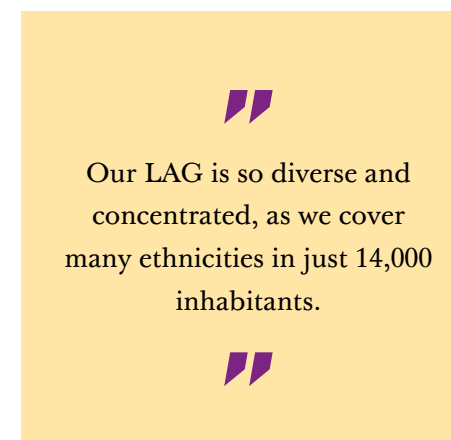 ”
Our LAG is so diverse and
concentrated, as we cover
many ethnicities in just 14,000
inhabitants.
”